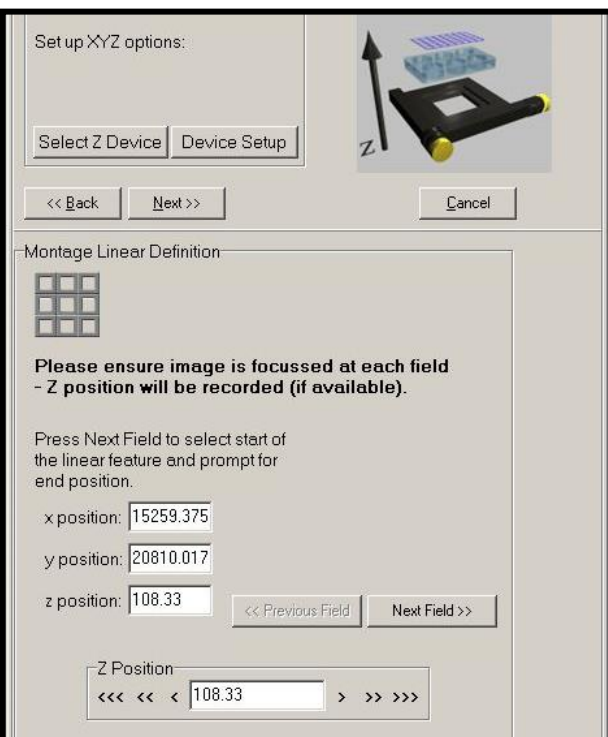 Set up XYZ options:
Select Z Device Device Setup
Z
<< Back Next >> Cancel
Montage Linear Definition
Please ensure image is focussed at each field
- Z position will be recorded (if available).
Press Next Field to select start of
the linear feature and prompt for
end position.
x position: 15259.375
y position: 20810.017
z position: 108.33
<< Previous Field Next Field >>
Z Position
<<< << < 108.33 > >> >>>